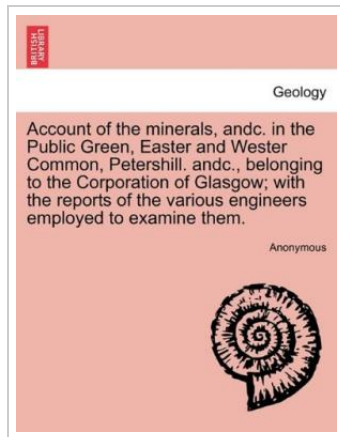 BRITISH
LIBRARY
Geology
Account of the minerals, andc. in the
Public Green, Easter and Wester
Common, Petershill. andc., belonging
to the Corporation of Glasgow; with
the reports of the various engineers
employed to examine them.
Anonymous